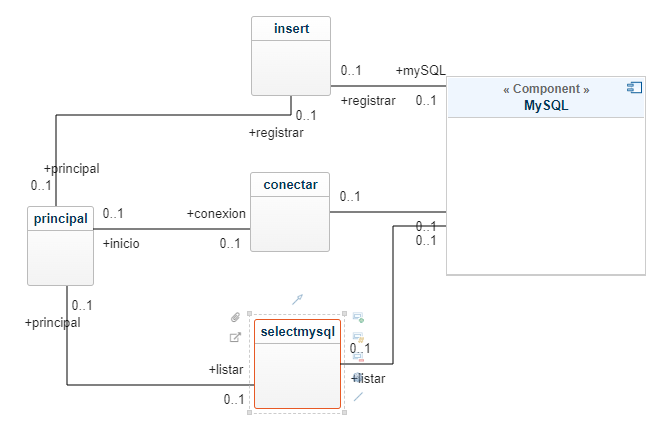 insert
0..1
+mySQL
« Component »
MySQL
+registrar
0..1
0..1
+registrar
+principal
0..1
conectar
0..1
principal
0..1
+conexion
+inicio
0..1
0..1
0..1
0..1
+principal
selectmysql
0..1
+listar
+listar
0..1